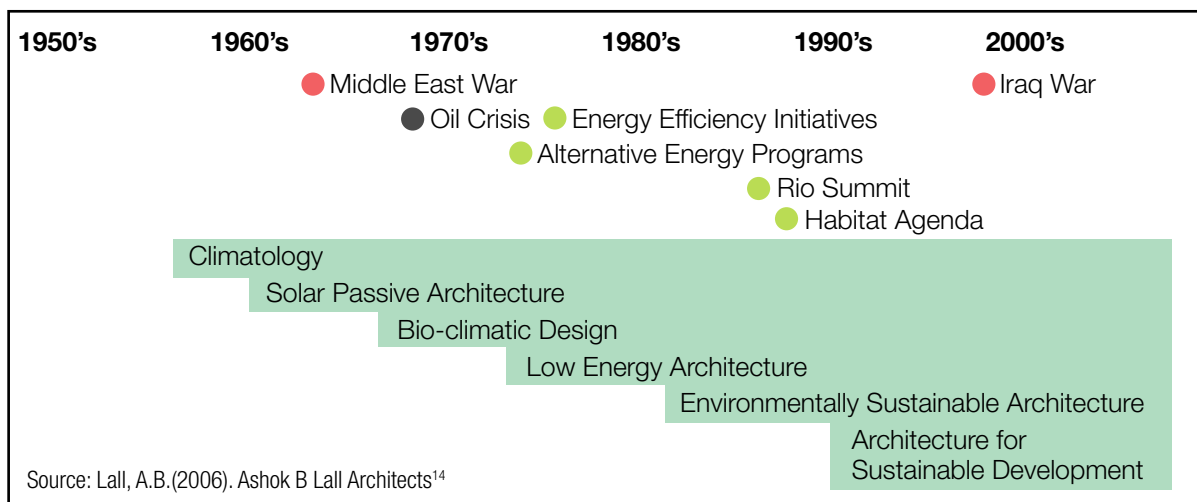 1950’s 1960’s 1970’s 1980’s 1990’s 2000’s
Middle East War Iraq War
Oil Crisis Energy Efficiency Initiatives
Alternative Energy Programs
Rio Summit
Habitat Agenda
Climatology
Solar Passive Architecture
Bio-climatic Design
Low Energy Architecture
Environmentally Sustainable Architecture
Architecture for
Sustainable Development
Source: Lall, A.B.(2006). Ashok B Lall Architects¹⁴